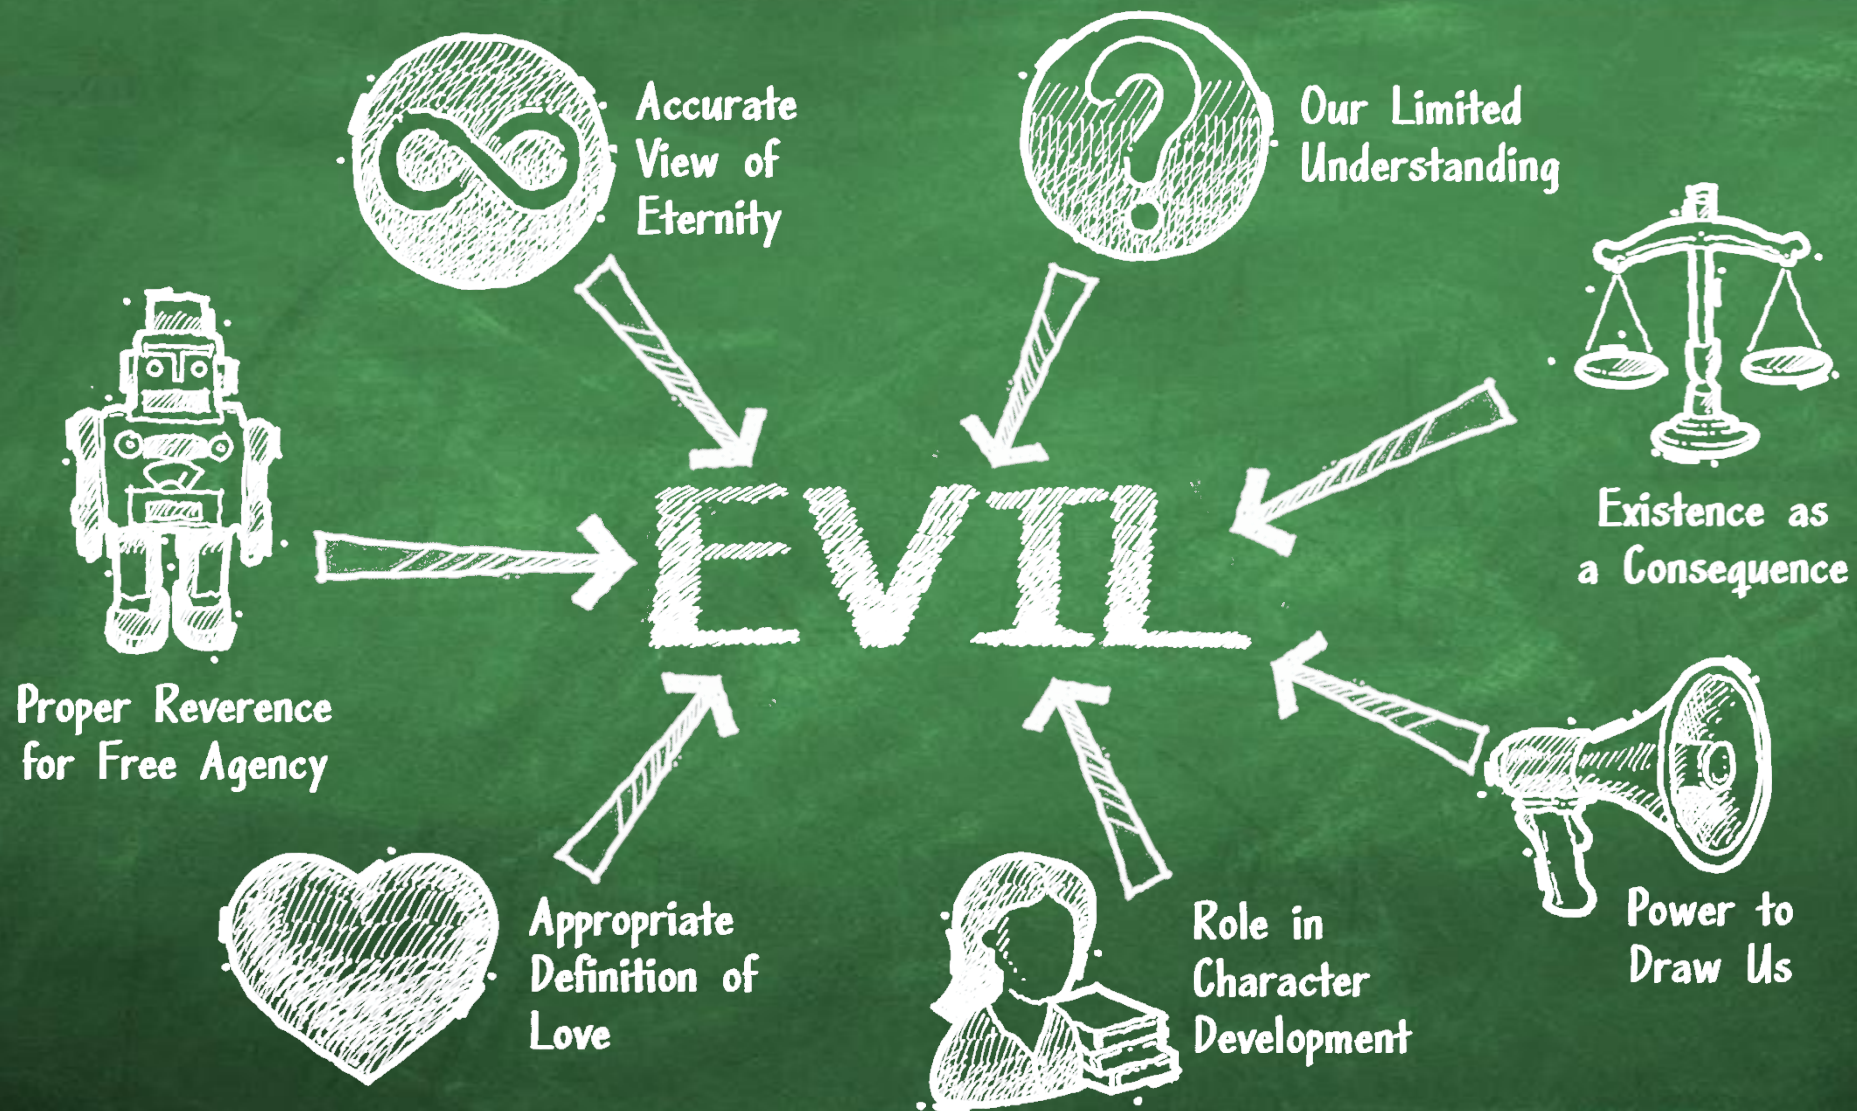 Accurate
View of
Eternity
Our Limited
Understanding
Existence as
a Consequence
EVIL
Proper Reverence
for Free Agency
Appropriate
Definition of
Love
Role in
Character
Development
Power to
Draw Us